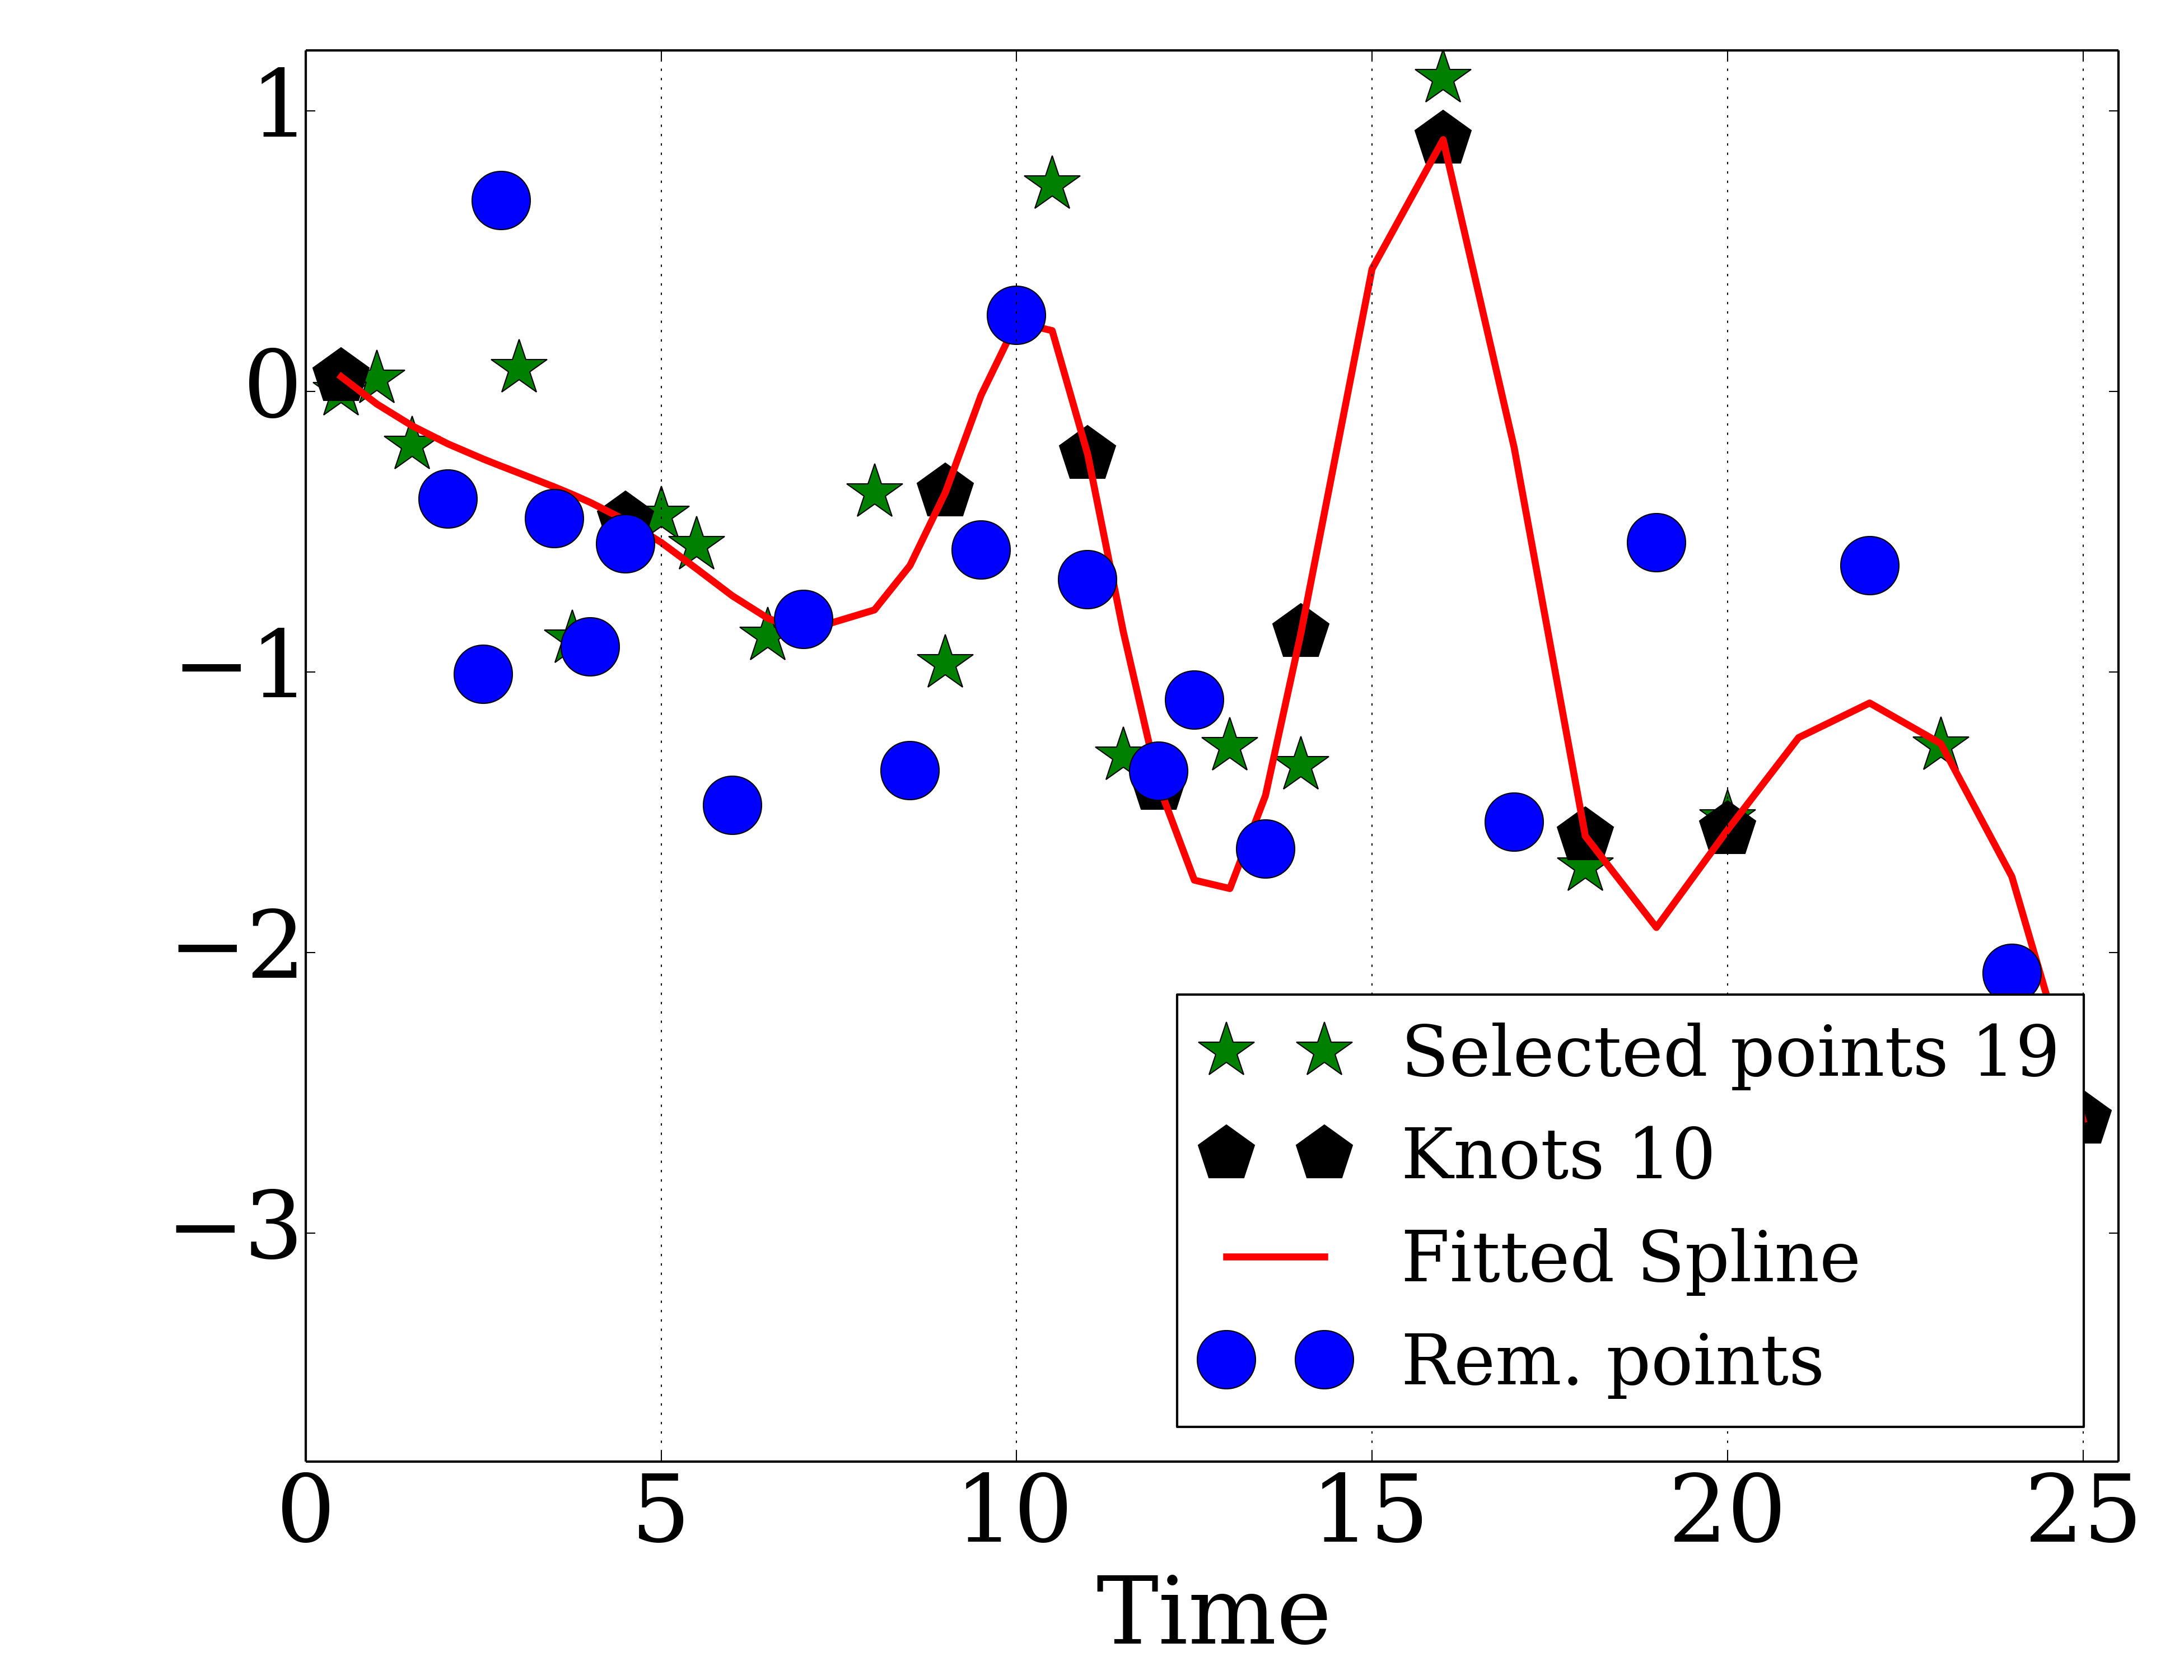 1
0
−1
−2
−3
Selected points 19
Knots 10
Fitted Spline
Rem. points
0 5 10 15 20 25
Time